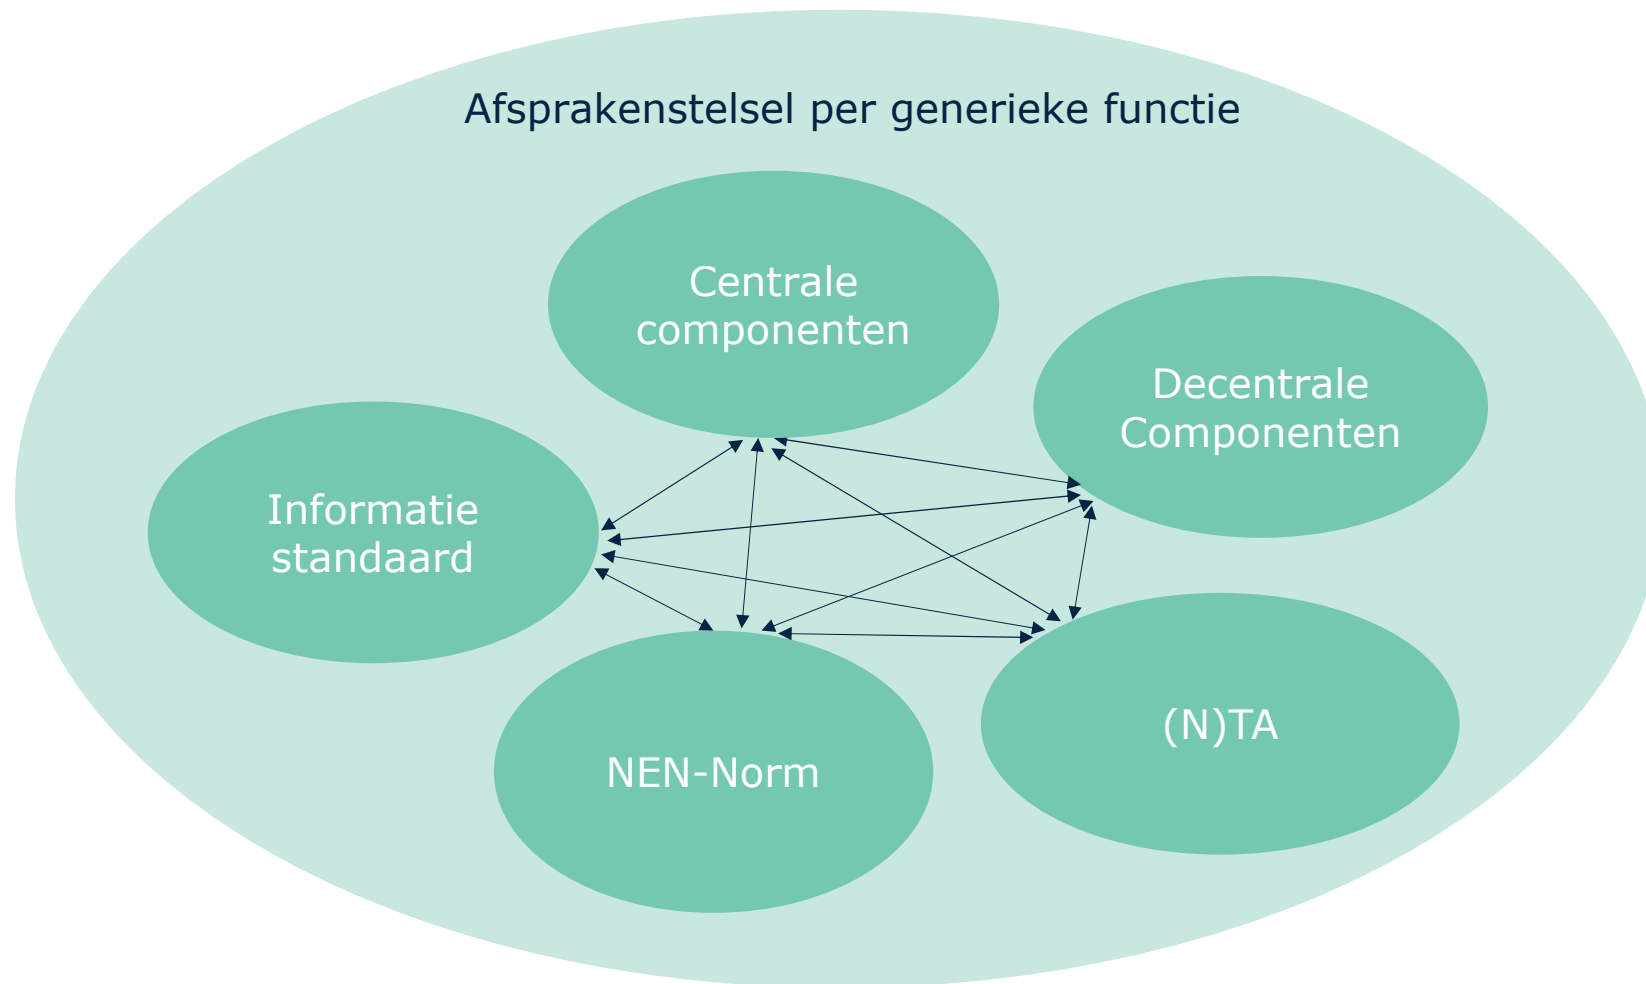 Afsprakenstelsel per generieke functie
Centrale
componenten
Decentrale
Componenten
Informatie
standaard
(N)TA
NEN-Norm